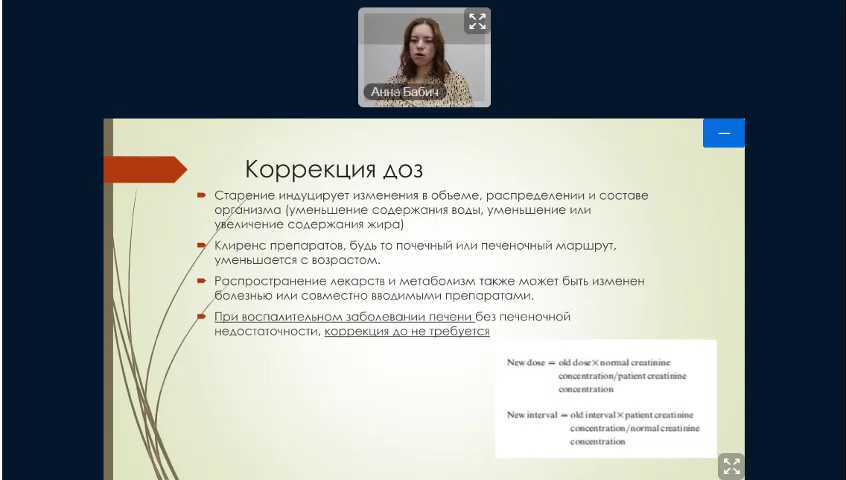 Анна Бабич
Коррекция доз
Старение индуцирует изменения в объеме, распределении и составе
организма (уменьшение содержания воды, уменьшение или
увеличение содержания жира)
Клиренс препаратов, будь то почечный или печеночный маршрут,
уменьшается с возрастом.
Распространение лекарств и метаболизм также может быть изменен
болезнью или совместно вводимыми препаратами.
При воспалительном заболевании печени без печеночной
недостаточности, коррекция до не требуется
New dose = old dose×normal creatinine
concentration/patient creatinine
concentration
New interval = old interval×patient creatinine
concentration/normal creatinine
concentration